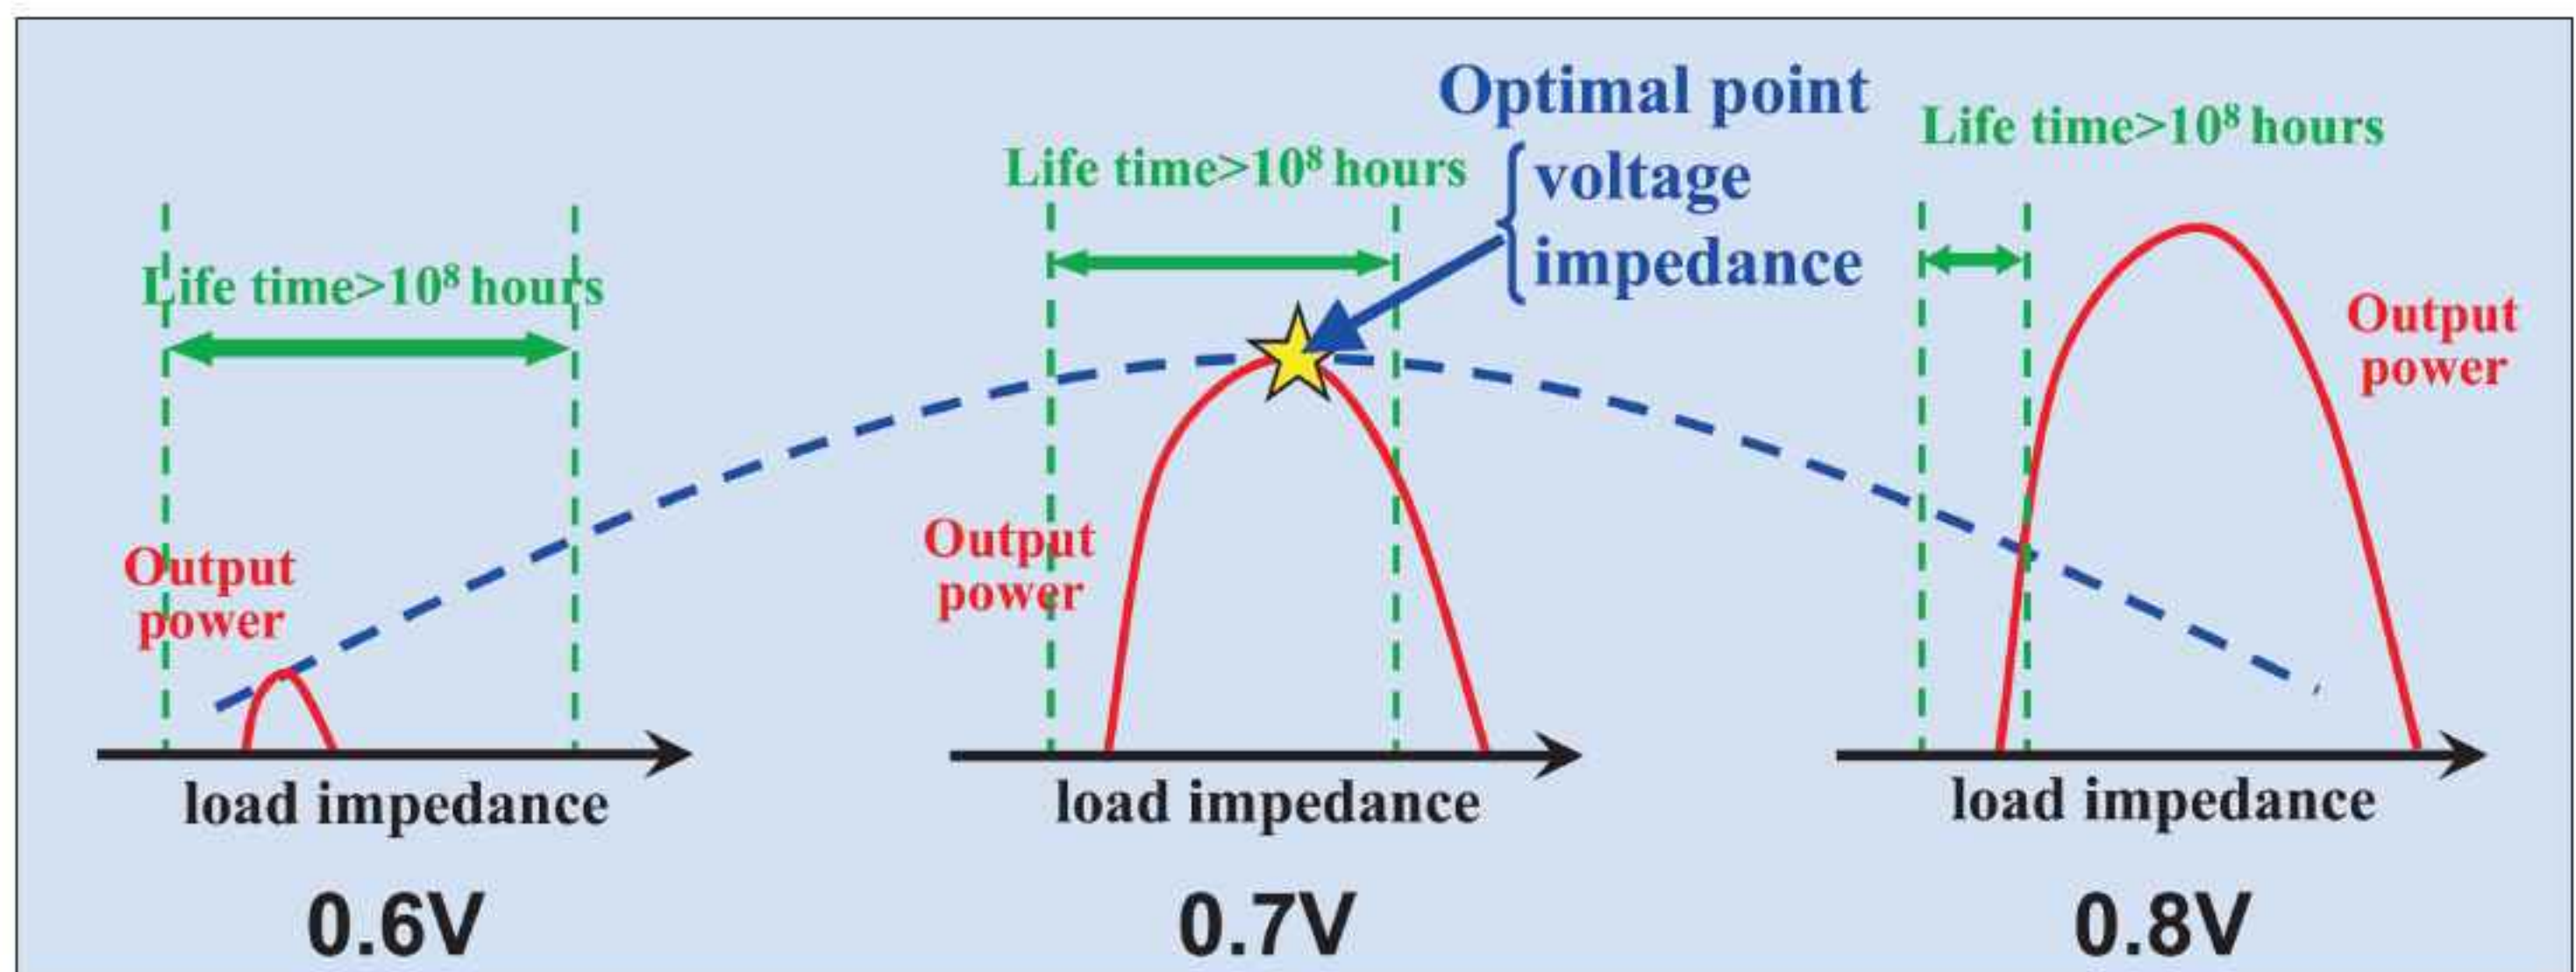 Life time>10⁸ hours
Output
power
load impedance
0.6V
Life time>10⁸ hours
Optimal point
voltage
impedance
Output
power
load impedance
0.7V
Life time>10⁸ hours
Output
power
load impedance
0.8V